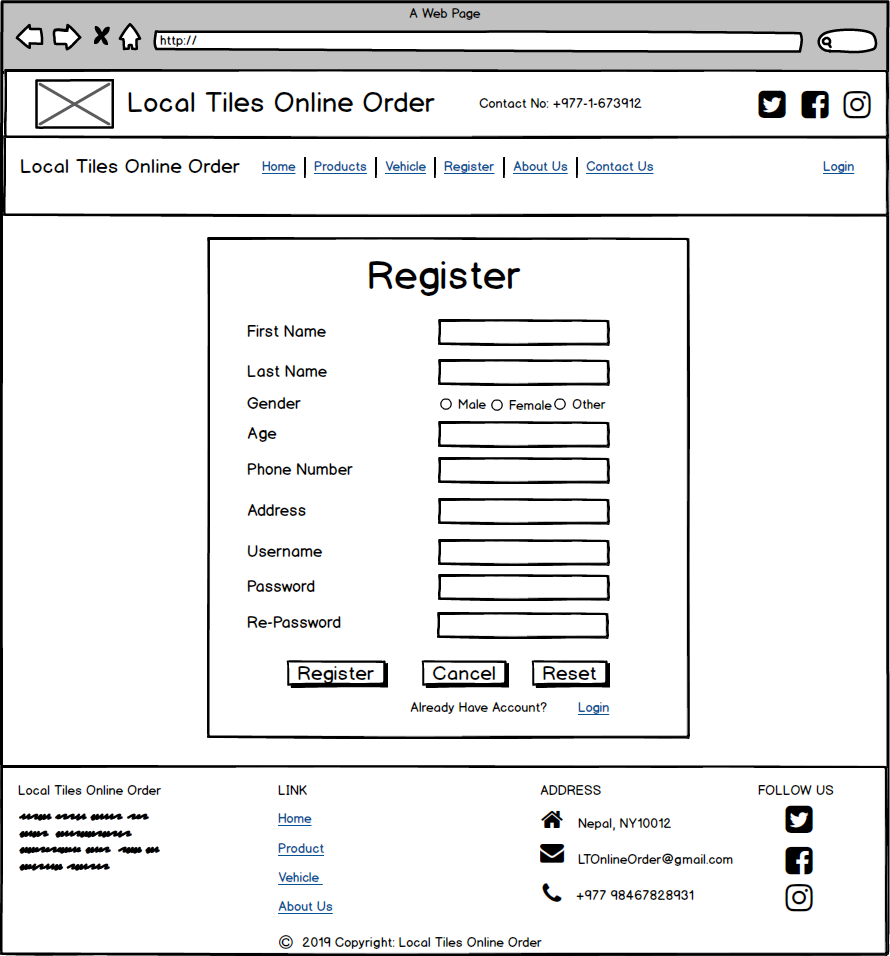 A Web Page
http://
Local Tiles Online Order
Contact No: +977-1-673912
Local Tiles Online Order Home Products Vehicle Register About Us Contact Us Login
Register
First Name
Last Name
Gender Male Female Other
Age
Phone Number
Address
Username
Password
Re-Password
Register Cancel Reset
Already Have Account? Login
Local Tiles Online Order
LINK
Home
Product
Vehicle
About Us
ADDRESS
Nepal, NY10012
LTOnlineOrder@gmail.com
+977 98467828931
FOLLOW US
© 2019 Copyright: Local Tiles Online Order